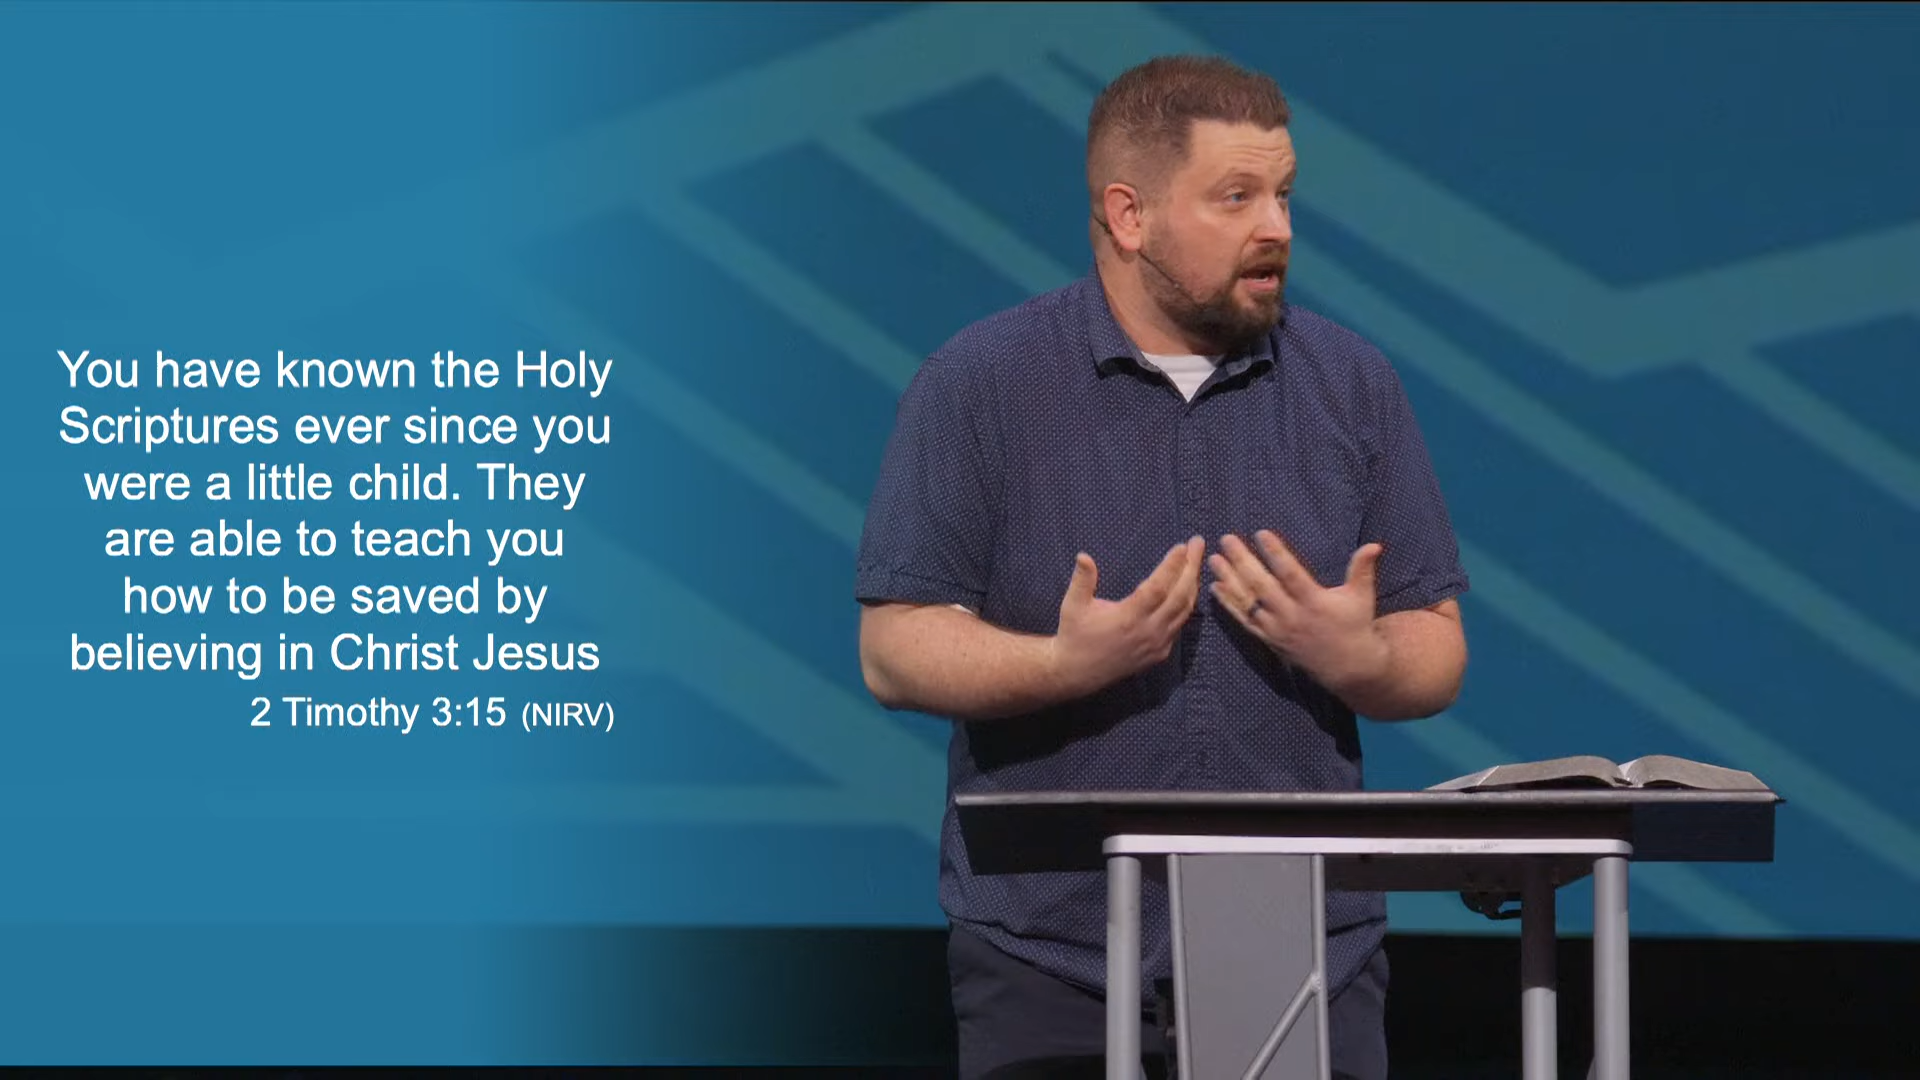 You have known the Holy
Scriptures ever since you
were a little child. They
are able to teach you
how to be saved by
believing in Christ Jesus
2 Timothy 3:15 (NIRV)